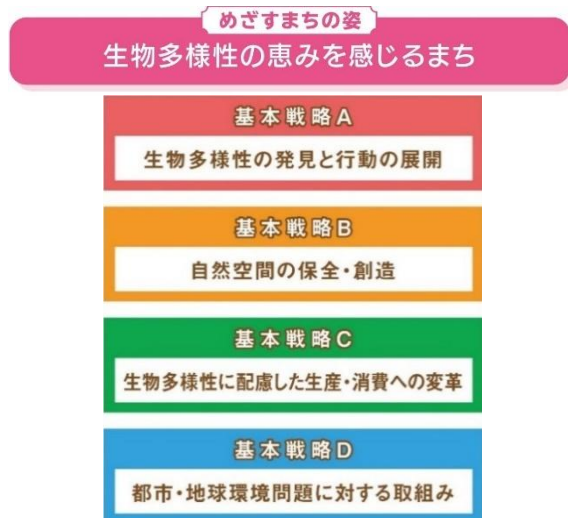 めざすまちの姿
生物多様性の恵みを感じるまち
基本戦略A
生物多様性の発見と行動の展開
基本戦略B
自然空間の保全・創造
基本戦略C
生物多様性に配慮した生産・消費への変革
基本戦略D
都市・地球環境問題に対する取組み